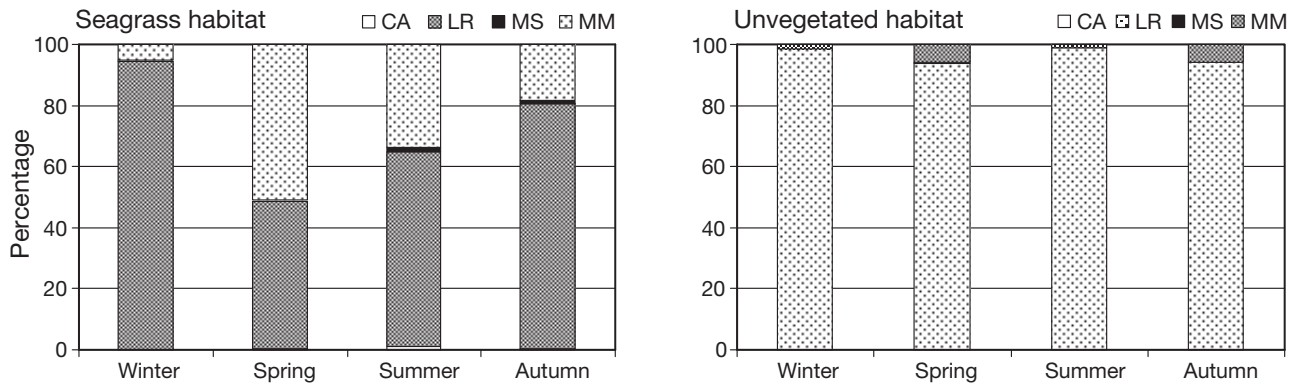 Seagrass habitat CA LR MS MM
100
80
60
40
20
0
Percentage
Winter Spring Summer Autumn
Unvegetated habitat CA LR MS MM
100
80
60
40
20
0
Winter Spring Summer Autumn